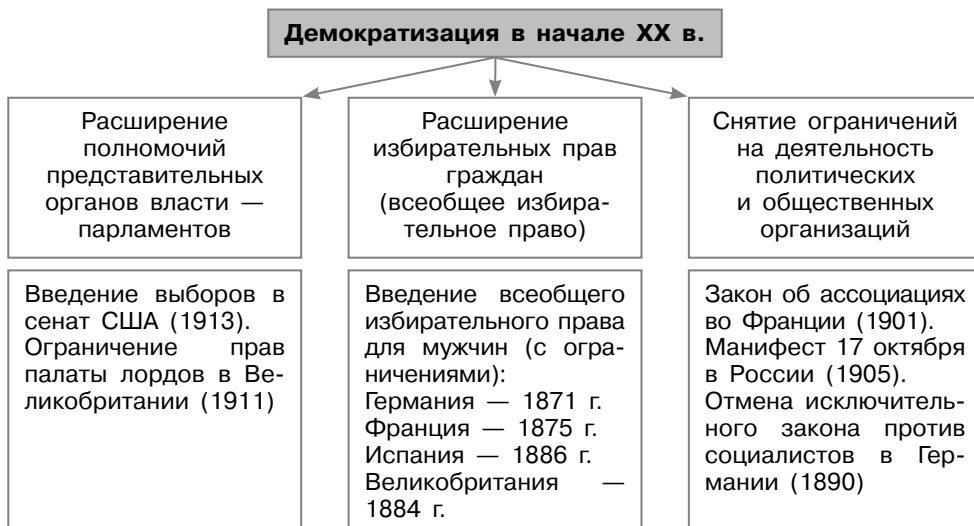 Демократизация в начале XX в.
Расширение
полномочий
представительных
органов власти —
парламентов
Расширение
избирательных прав
граждан
(всеобщее избира-
тельное право)
Снятие ограничений
на деятельность
политических
и общественных
организаций
Введение выборов в
сенат США (1913).
Ограничение прав
палаты лордов в Ве-
ликобритании (1911)
Введение всеобщего
избирательного права
для мужчин (с огра-
ничениями):
Германия — 1871 г.
Франция — 1875 г.
Испания — 1886 г.
Великобритания —
1884 г.
Закон об ассоциациях
во Франции (1901).
Манифест 17 октября
в России (1905).
Отмена исключитель-
ного закона против
социалистов в Гер-
мании (1890)